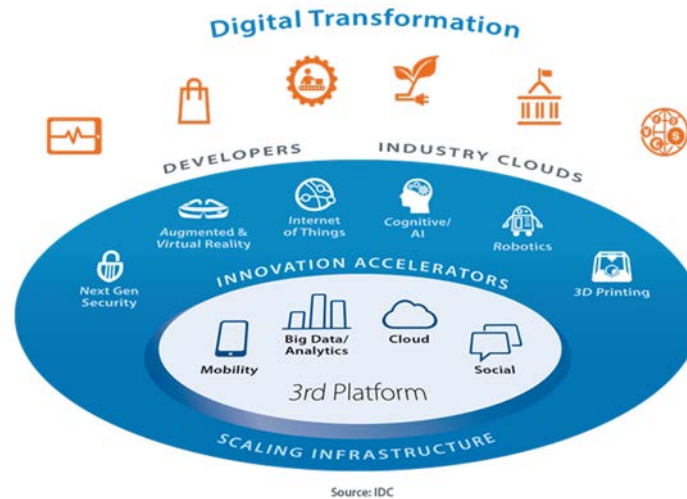 Digital Transformation
DEVELOPERS
INDUSTRY CLOUDS
Augmented &
Virtual Reality
Internet
of Things
Cognitive/
AI
Robotics
Next Gen
Security
3D Printing
INNOVATION ACCELERATORS
Mobility
Big Data/
Analytics
Cloud
Social
3rd Platform
SCALING INFRASTRUCTURE
Source: IDC